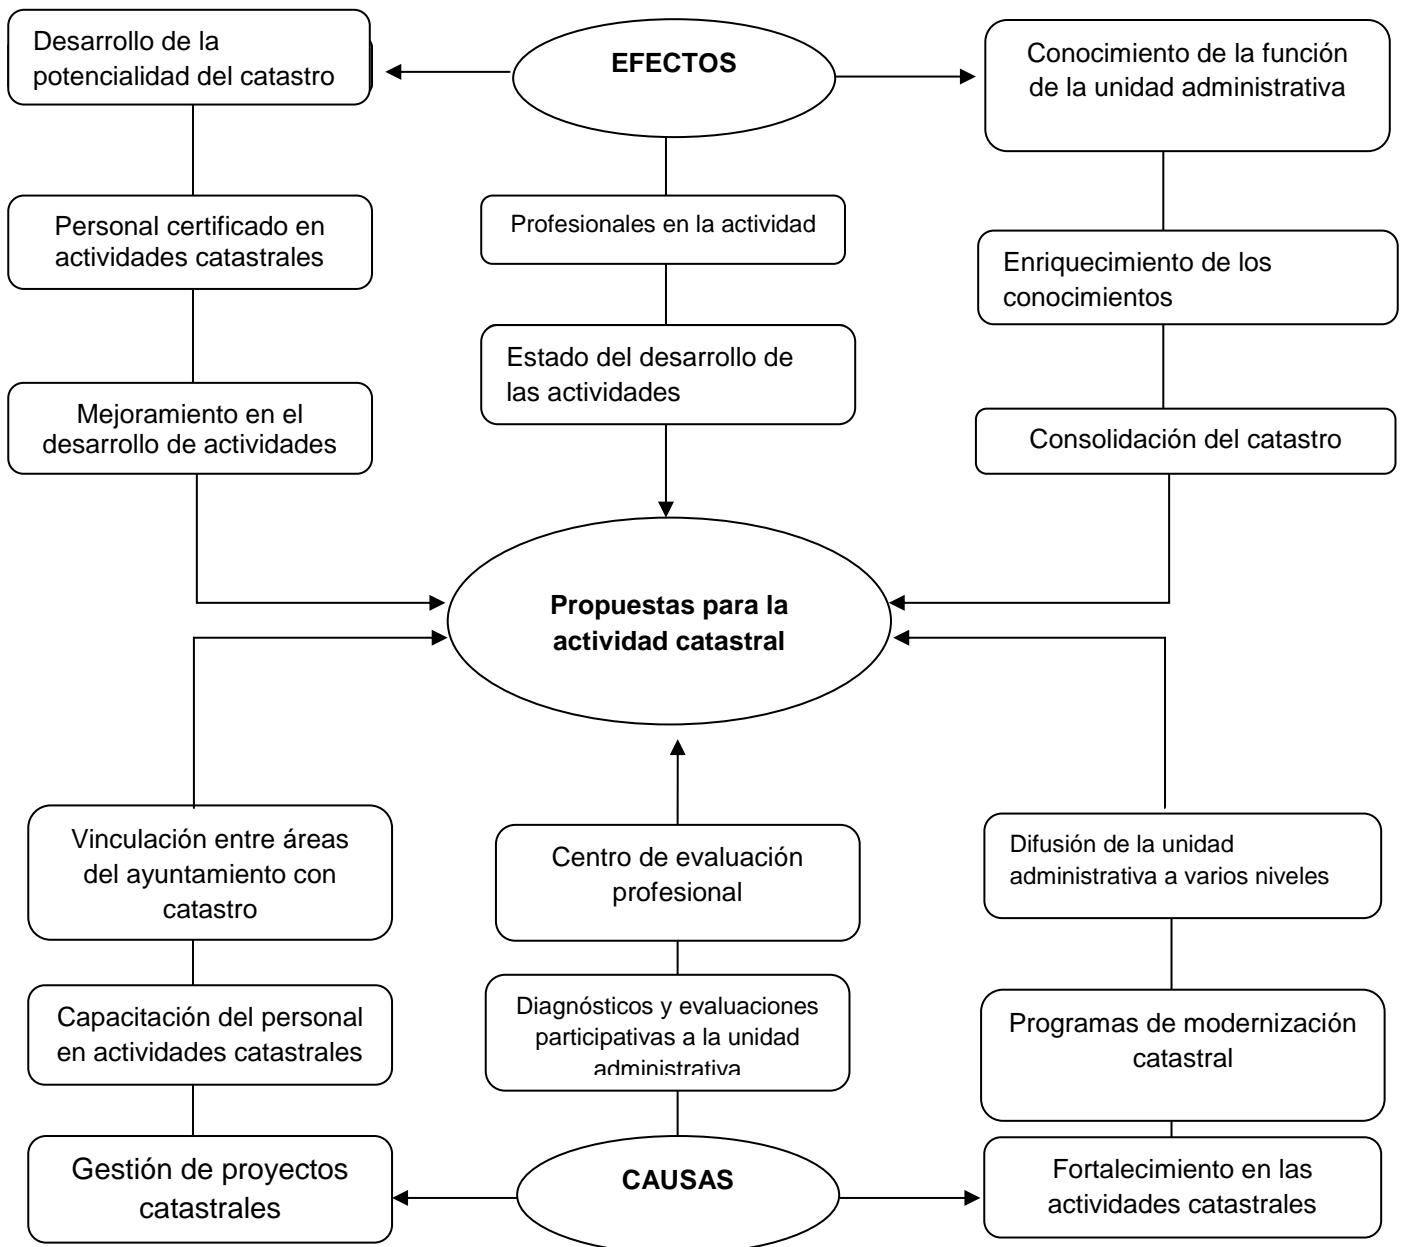 Desarrollo de la
potencialidad del catastro
EFECTOS
Conocimiento de la función
de la unidad administrativa
Personal certificado en
actividades catastrales
Profesionales en la actividad
Enriquecimiento de los
conocimientos
Estado del desarrollo de
las actividades
Mejoramiento en el
desarrollo de actividades
Consolidación del catastro
Propuestas para la
actividad catastral
Vinculación entre áreas
del ayuntamiento con
catastro
Centro de evaluación
profesional
Difusión de la unidad
administrativa a varios niveles
Capacitación del personal
en actividades catastrales
Diagnósticos y evaluaciones
participativas a la unidad
administrativa
Programas de modernización
catastral
Gestión de proyectos
catastrales
CAUSAS
Fortalecimiento en las
actividades catastrales